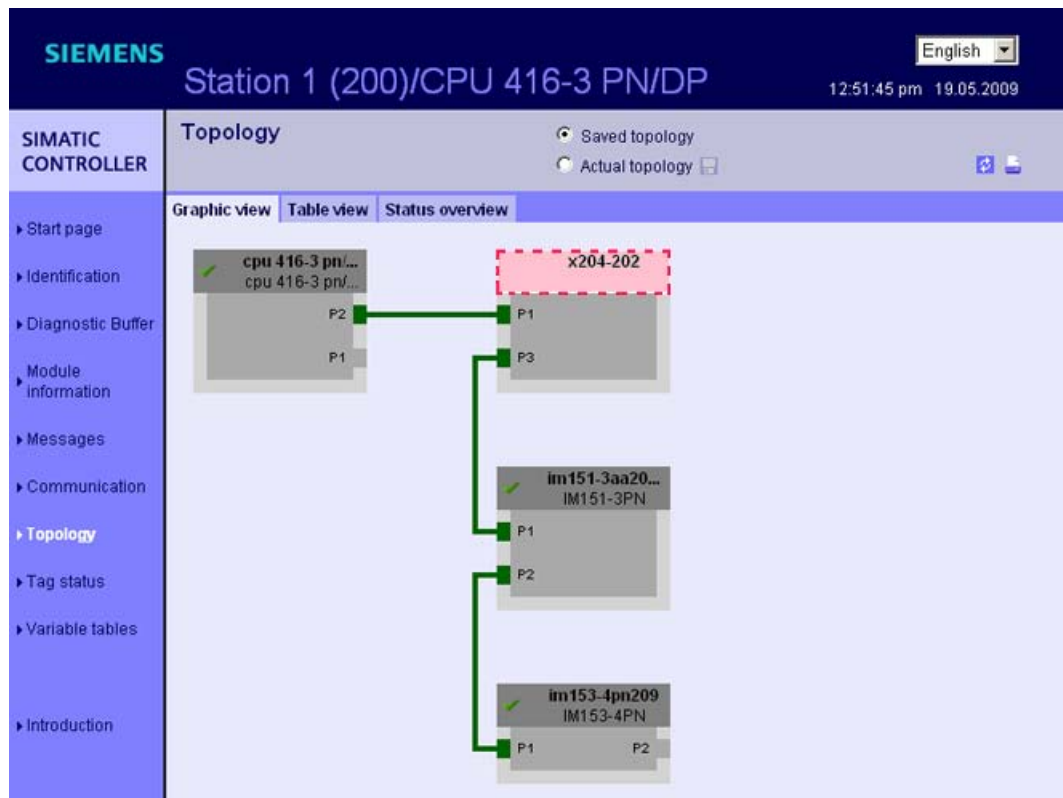 SIEMENS
English
Station 1 (200)/CPU 416-3 PN/DP
12:51:45 pm 19.05.2009
SIMATIC
CONTROLLER
Topology
Saved topology
Actual topology
Graphic view Table view Status overview
Start page
Identification
Diagnostic Buffer
Module
information
Messages
Communication
Topology
Tag status
Variable tables
Introduction
cpu 416-3 pn/...
cpu 416-3 pn/...
P2
P1
x204-202
P1
P3
im151-3aa20...
IM151-3PN
P1
P2
im153-4pn209
IM153-4PN
P1 P2